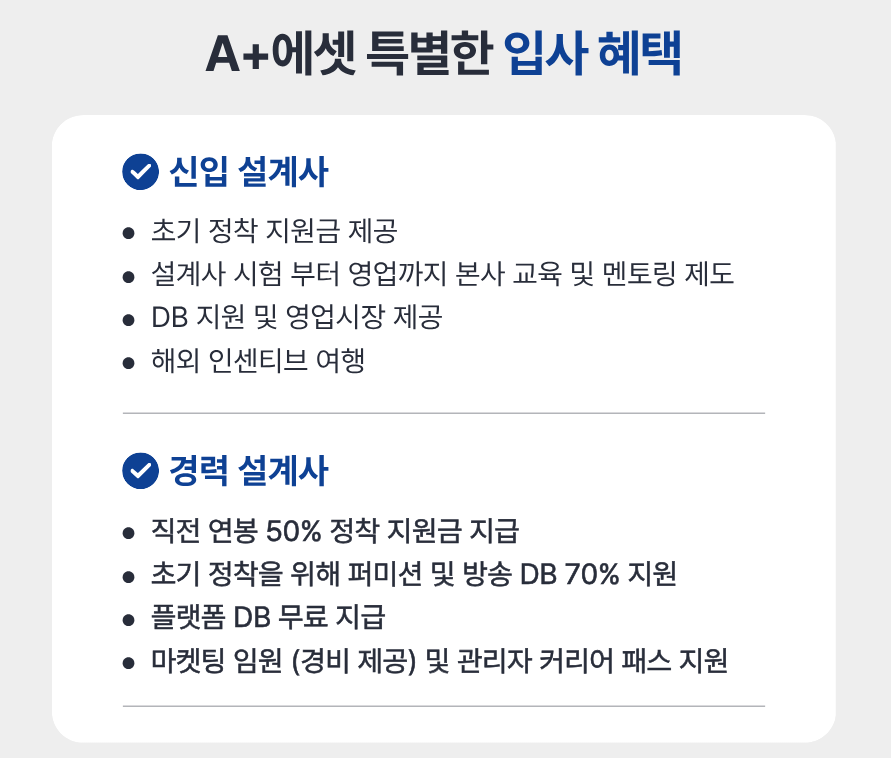 A+에셋 특별한 입사 혜택
신입 설계사
● 초기 정착 지원금 제공
● 설계사 시험 부터 영업까지 본사 교육 및 멘토링 제도
● DB 지원 및 영업시장 제공
● 해외 인센티브 여행
경력 설계사
● 직전 연봉 50% 정착 지원금 지급
● 초기 정착을 위해 퍼미션 및 방송 DB 70% 지원
● 플랫폼 DB 무료 지급
● 마켓팅 임원 (경비 제공) 및 관리자 커리어 패스 지원